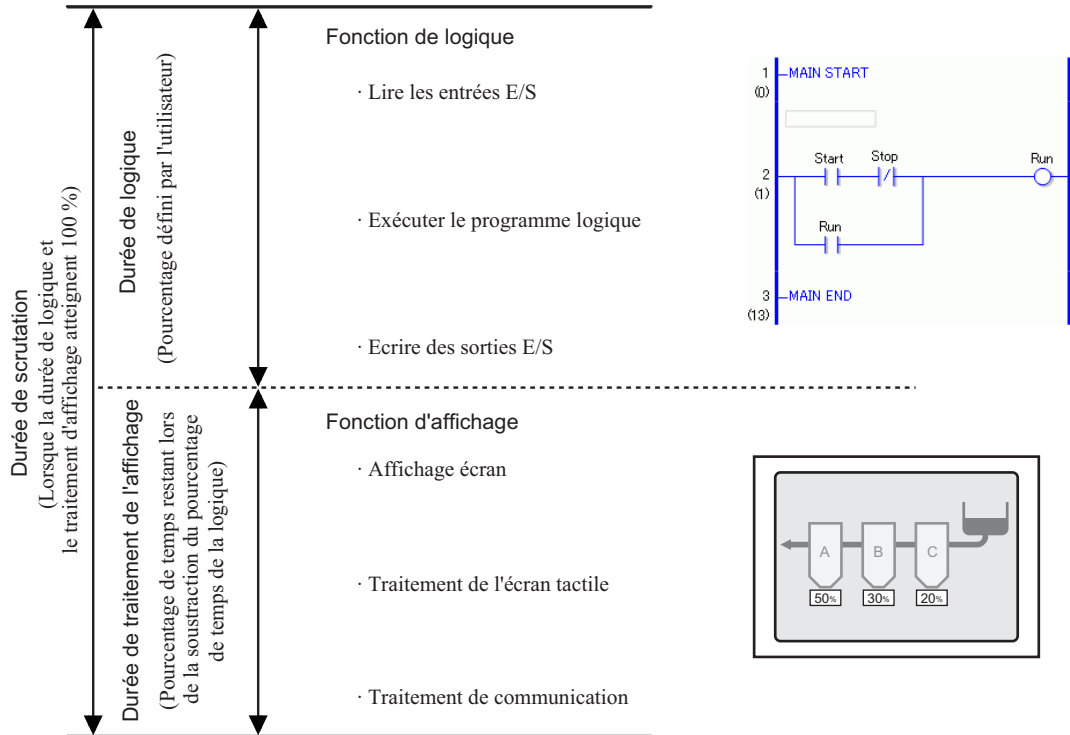 Durée de scrutation
(Lorsque la durée de logique et
le traitement d'affichage atteignent 100 %)
Durée de logique
(Pourcentage défini par l'utilisateur)
Fonction de logique
· Lire les entrées E/S
· Exécuter le programme logique
· Ecrire des sorties E/S
1 MAIN START
(0)
Start Stop Run
2
(1)
Run
3 MAIN END
(13)
Durée de traitement de l'affichage
(Pourcentage de temps restant lors
de la soustraction du pourcentage
de temps de la logique)
Fonction d'affichage
· Affichage écran
· Traitement de l'écran tactile
· Traitement de communication
A B C
50% 30% 20%